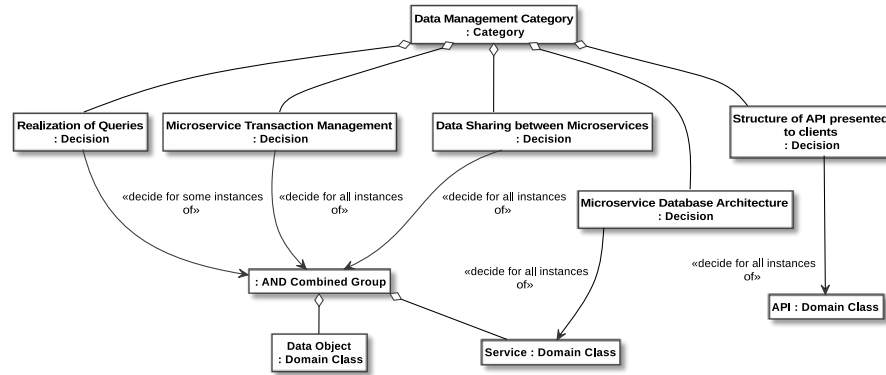 Data Management Category
: Category
Realization of Queries
: Decision
Microservice Transaction Management
: Decision
Data Sharing between Microservices
: Decision
Structure of API presented
to clients
: Decision
«decide for some instances
of»
«decide for all instances
of»
«decide for all instances
of»
Microservice Database Architecture
: Decision
«decide for all instances
of»
«decide for all instances
of»
: AND Combined Group
API : Domain Class
Data Object
: Domain Class
Service : Domain Class